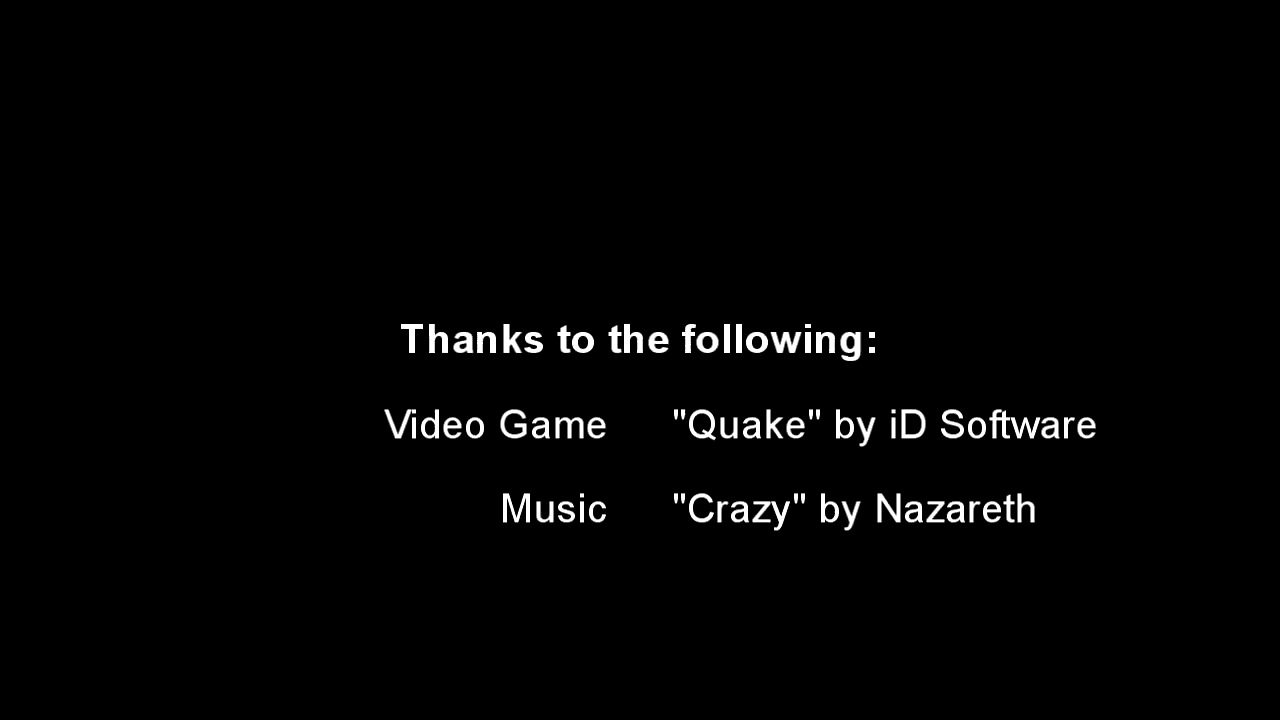 Thanks to the following:
Video Game "Quake" by iD Software
Music "Crazy" by Nazareth